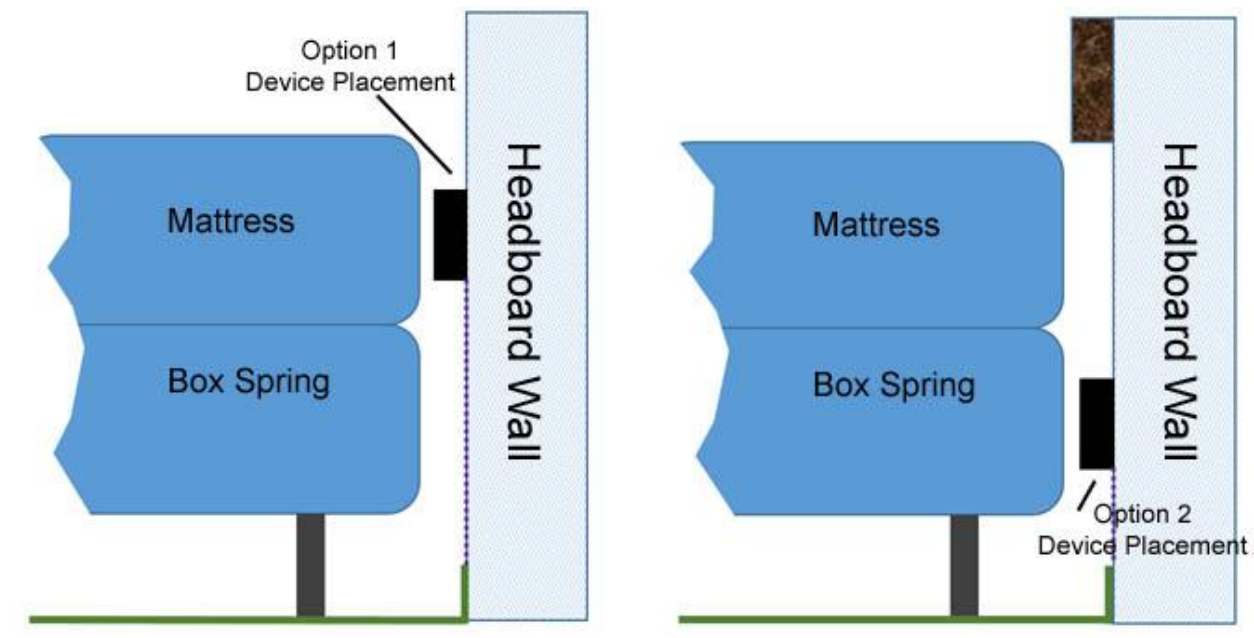 Option 1
Device Placement
Mattress
Box Spring
Headboard Wall
Mattress
Box Spring
Headboard Wall
Option 2
Device Placement